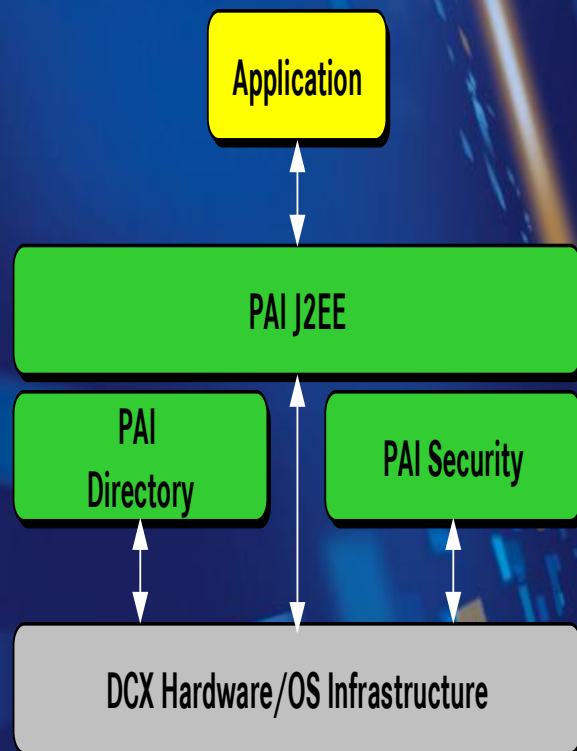 Application
PAI J2EE
PAI
Directory
PAI Security
DCX Hardware/OS Infrastructure